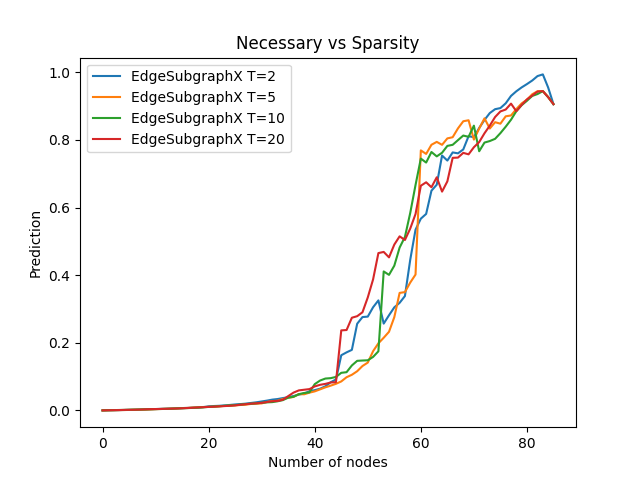 Necessary vs Sparsity
EdgeSubgraphX T=2
EdgeSubgraphX T=5
EdgeSubgraphX T=10
EdgeSubgraphX T=20
Prediction
1.0
0.8
0.6
0.4
0.2
0.0
0 20 40 60 80
Number of nodes